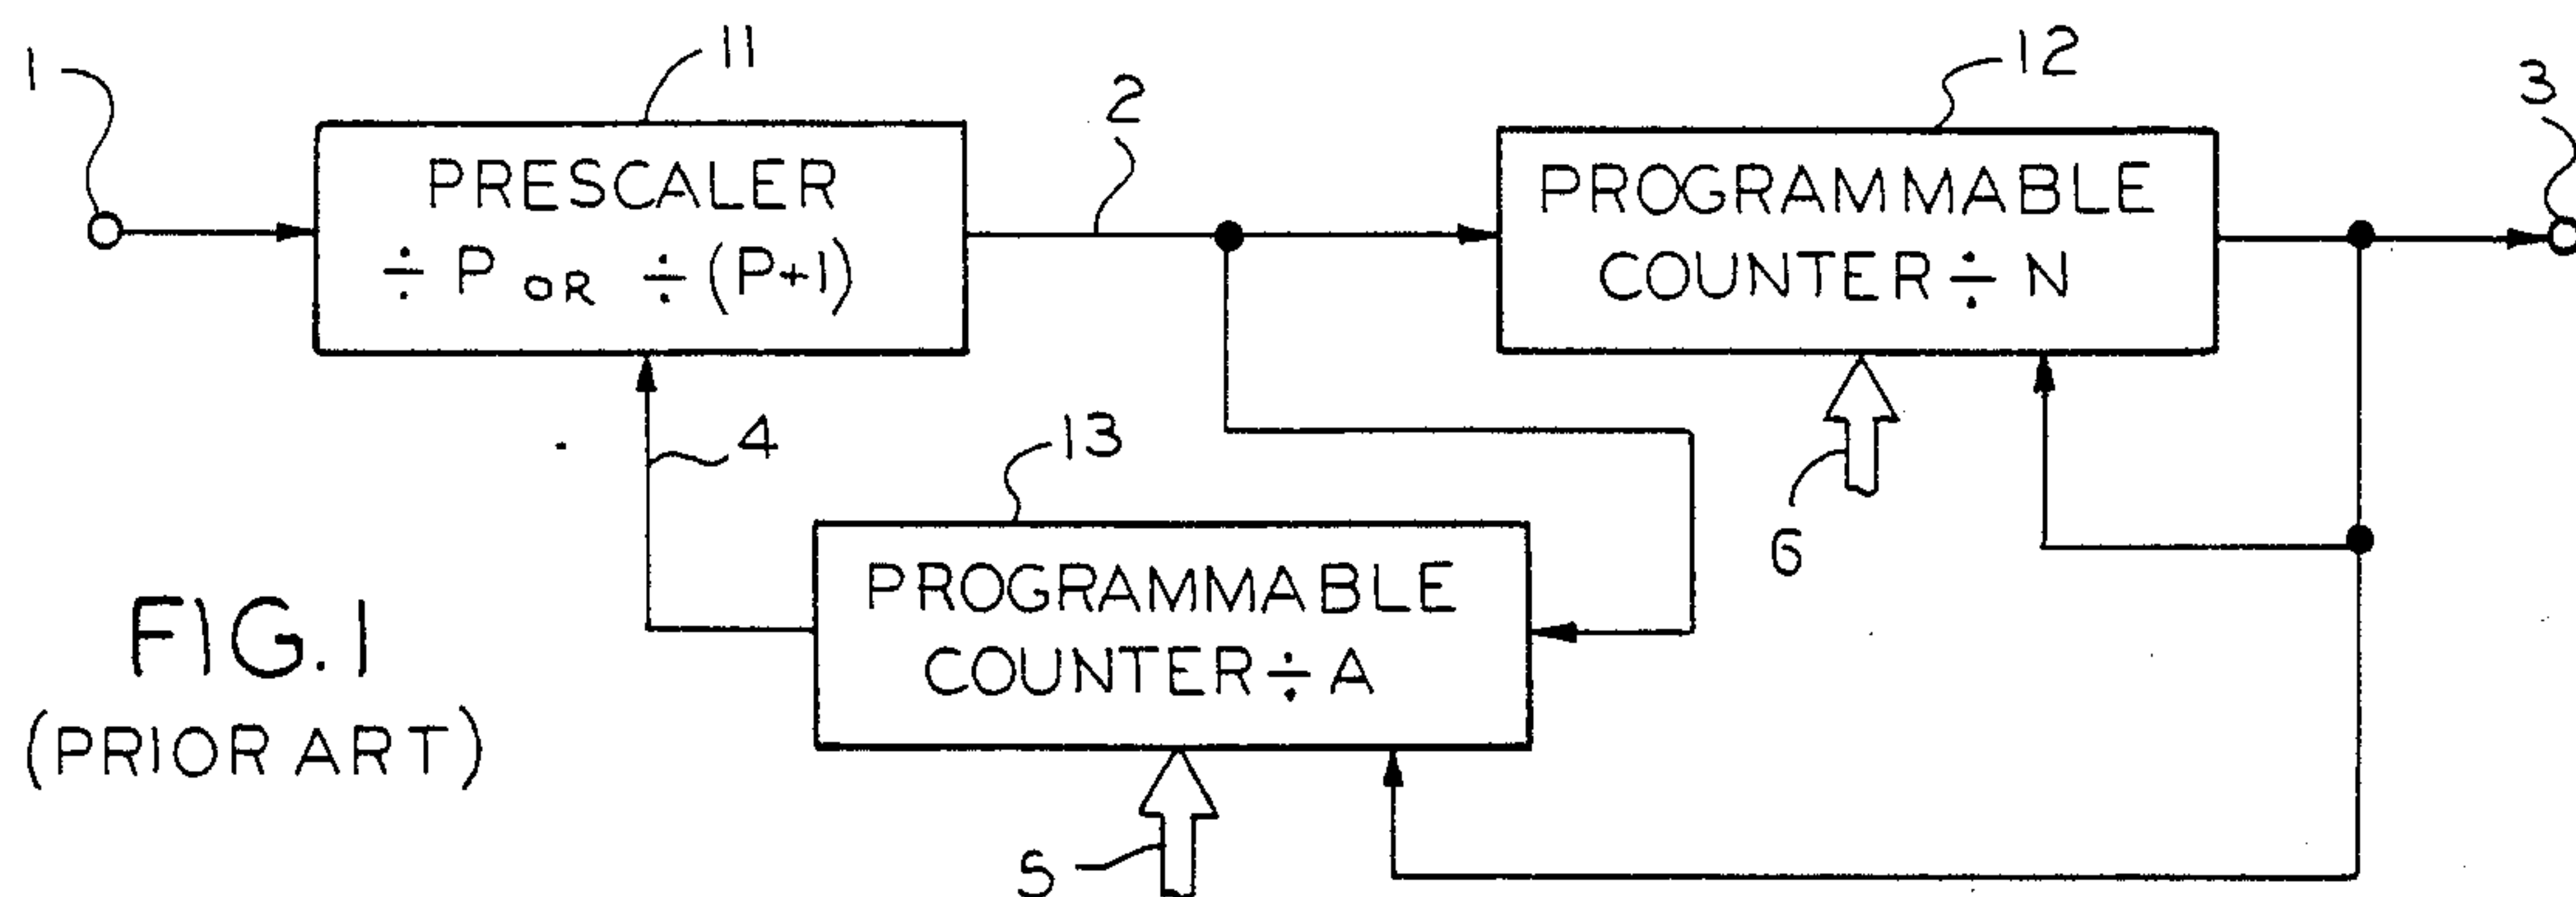 1
11
2
12
3
PRESCALER
÷ P OR ÷ (P+1)
PROGRAMMABLE
COUNTER ÷ N
4
13
6
PROGRAMMABLE
COUNTER ÷ A
5
FIG. 1
(PRIOR ART)